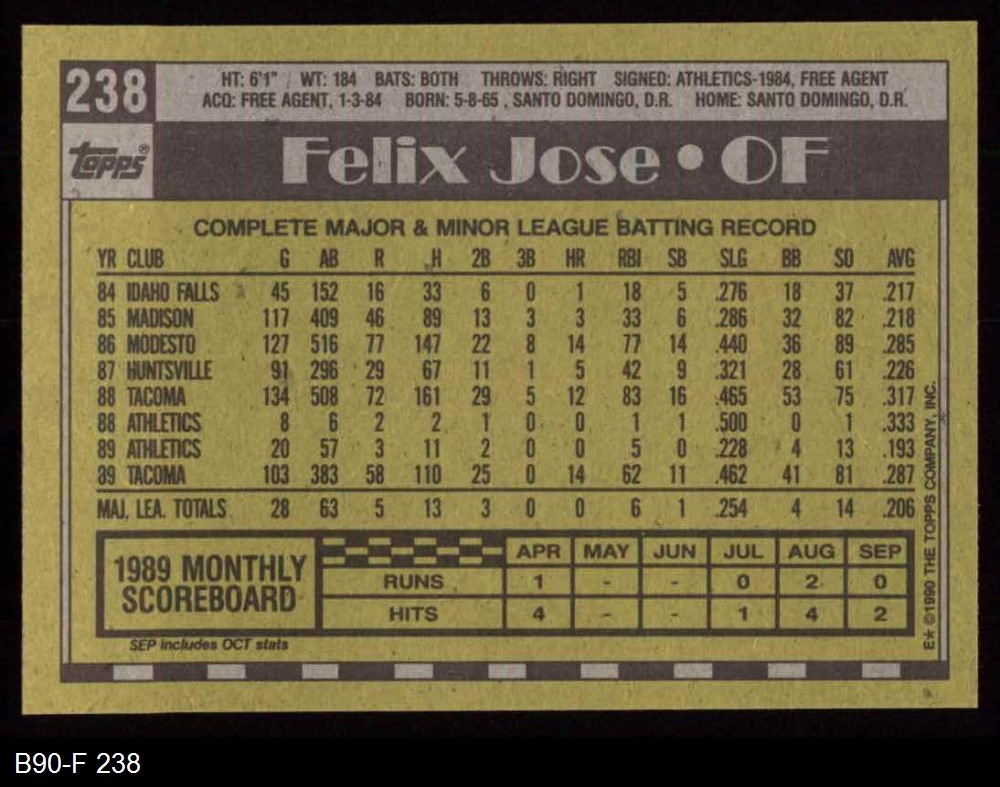 238
HT: 6'1" WT: 184 BATS: BOTH THROWS: RIGHT SIGNED: ATHLETICS-1984, FREE AGENT
ACQ: FREE AGENT, 1-3-84 BORN: 5-8-65, SANTO DOMINGO, D.R. HOME: SANTO DOMINGO, D.R.
topps®
Felix Jose • OF
COMPLETE MAJOR & MINOR LEAGUE BATTING RECORD
YR CLUB G AB R H 2B 3B HR RBI SB SLG BB SO AVG
84 IDAHO FALLS 45 152 16 33 6 0 1 18 5 .276 18 37 .217
85 MADISON 117 409 46 89 13 3 3 33 6 .286 32 82 .218
86 MODESTO 127 516 77 147 22 8 14 77 14 .440 36 89 .285
87 HUNTSVILLE 91 296 29 67 11 1 5 42 9 .321 28 61 .226
88 TACOMA 134 508 72 161 29 5 12 83 16 .465 53 75 .317
88 ATHLETICS 8 6 2 2 1 0 0 1 1 .500 0 1 .333
89 ATHLETICS 20 57 3 11 2 0 0 5 0 .228 4 13 .193
89 TACOMA 103 383 58 110 25 0 14 62 11 .462 41 81 .287
MAJ. LEA. TOTALS 28 63 5 13 3 0 0 6 1 .254 4 14 .206
1989 MONTHLY
SCOREBOARD
APR MAY JUN JUL AUG SEP
RUNS 1 - - 0 2 0
HITS 4 - - 1 4 2
SEP includes OCT stats
E* ©1990 THE TOPPS COMPANY, INC.
B90-F 238